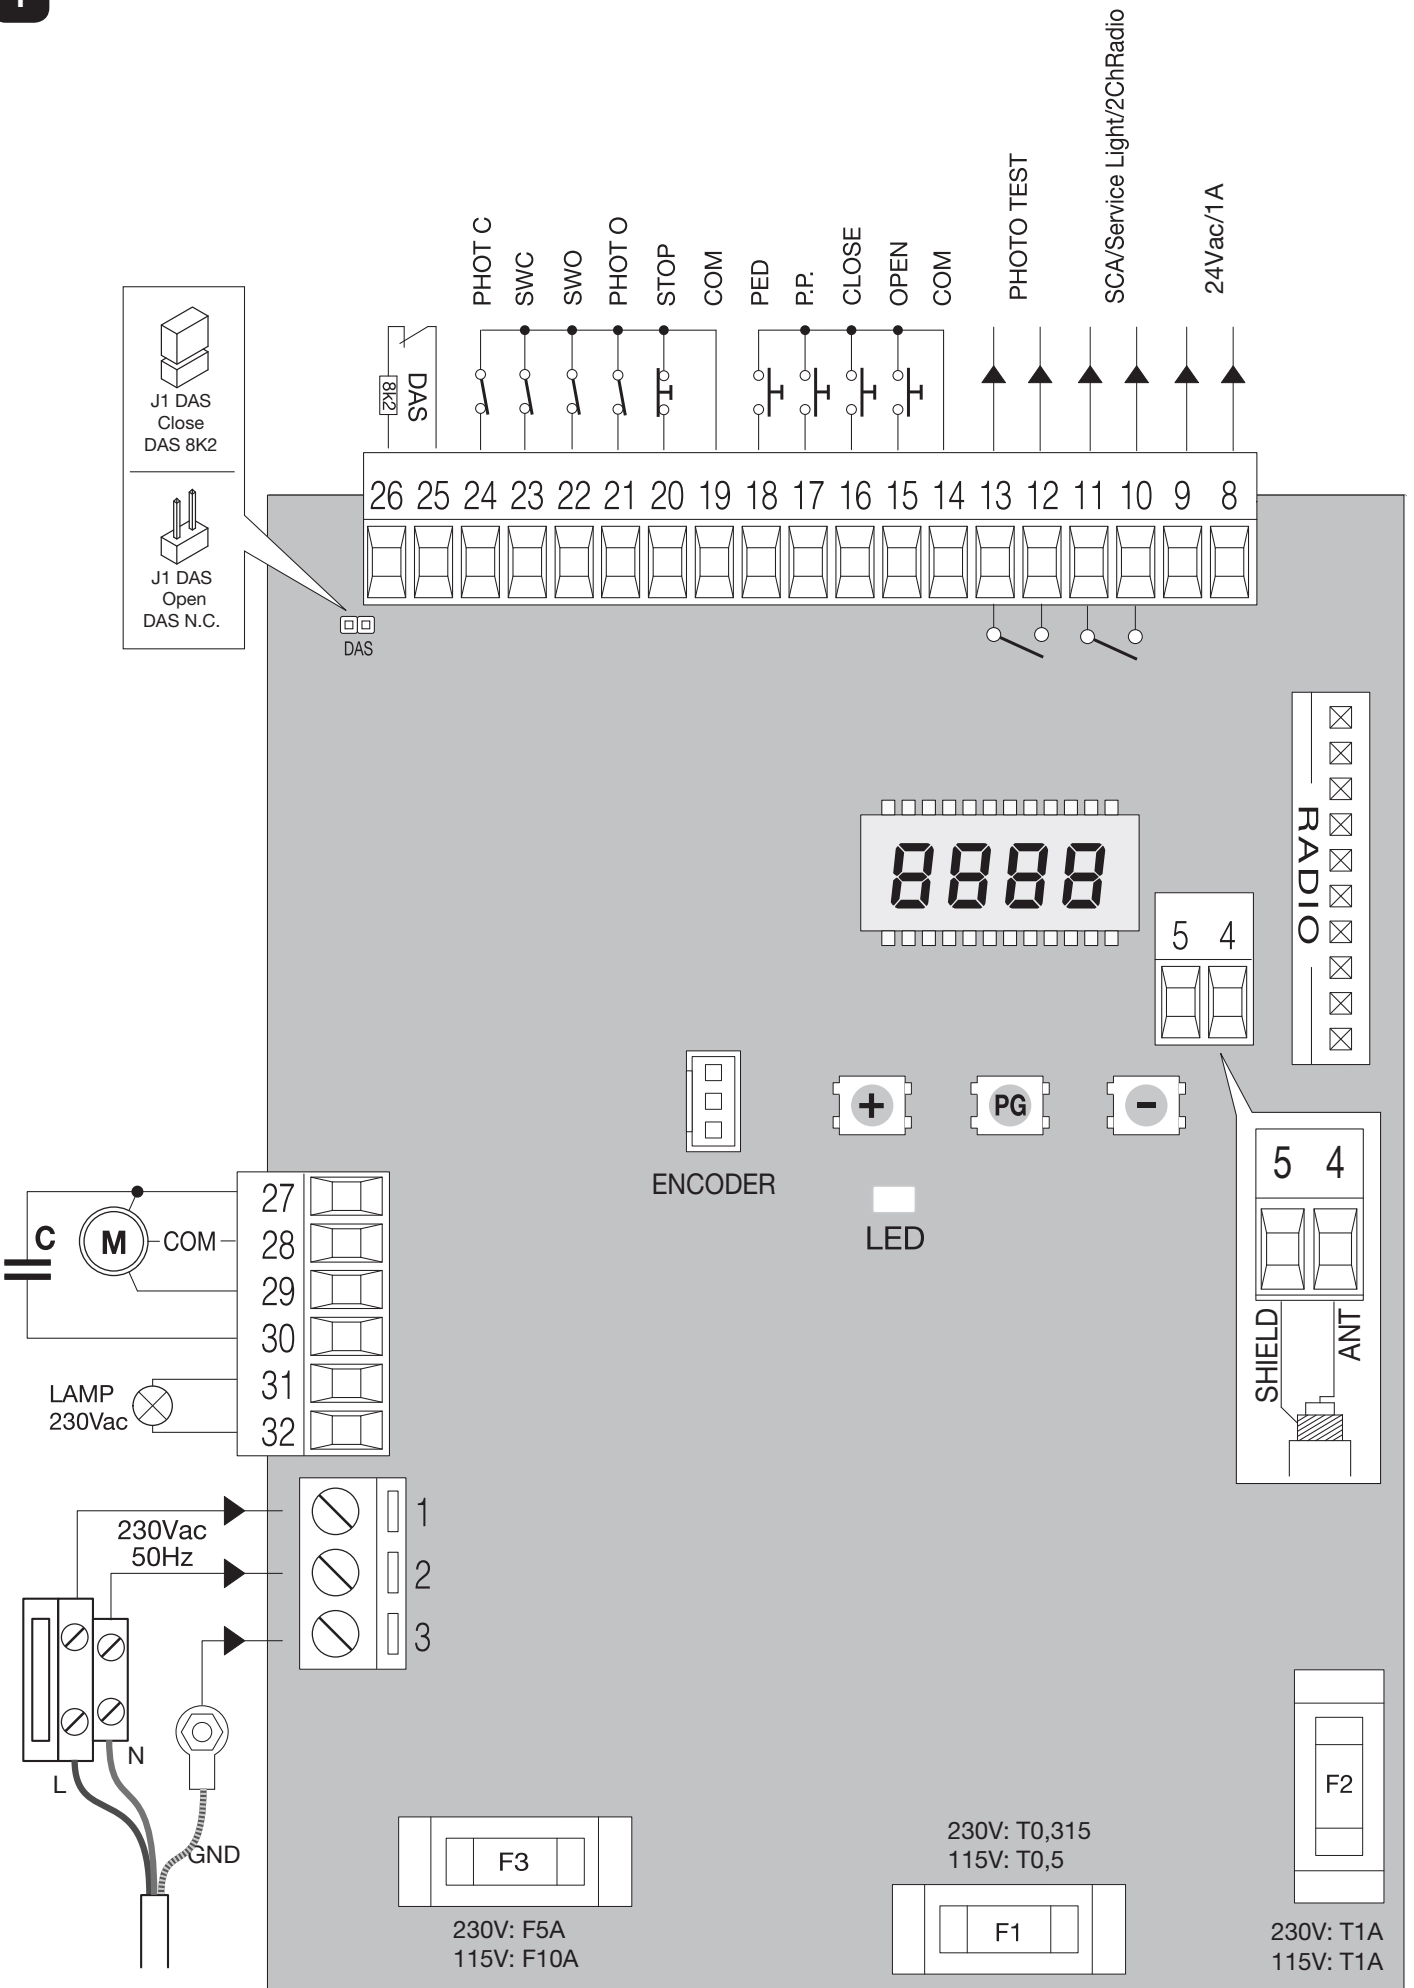 1
PHOT C
SWC
SWO
PHOT O
STOP
COM
PED
P.P.
CLOSE
OPEN
COM
PHOTO TEST
SCA/Service Light/2ChRadio
24Vac/1A
8K2
DAS
J1 DAS
Close
DAS 8K2
J1 DAS
Open
DAS N.C.
26 25 24 23 22 21 20 19 18 17 16 15 14 13 12 11 10 9 8
DAS
RADIO
8888
5 4
+
PG
-
ENCODER
LED
5 4
SHIELD
ANT
27
28
29
30
31
32
C
M
COM
LAMP
230Vac
230Vac
50Hz
1
2
3
L
N
GND
F3
230V: F5A
115V: F10A
230V: T0,315
115V: T0,5
F1
F2
230V: T1A
115V: T1A